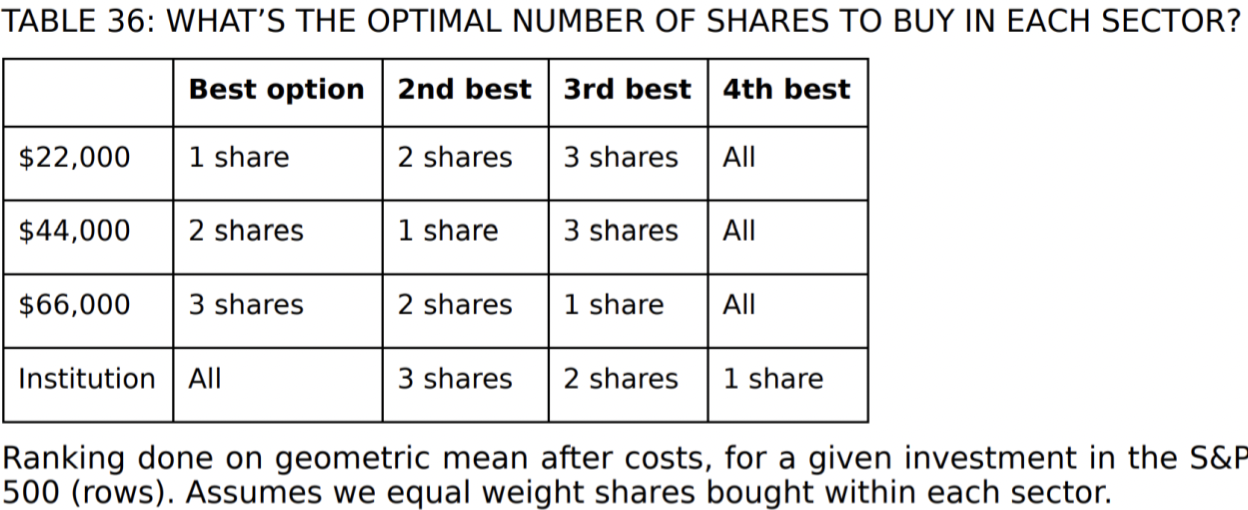 TABLE 36: WHAT’S THE OPTIMAL NUMBER OF SHARES TO BUY IN EACH SECTOR?
Best option 2nd best 3rd best 4th best
$22,000 1 share 2 shares 3 shares All
$44,000 2 shares 1 share 3 shares All
$66,000 3 shares 2 shares 1 share All
Institution All 3 shares 2 shares 1 share
Ranking done on geometric mean after costs, for a given investment in the S&P
500 (rows). Assumes we equal weight shares bought within each sector.